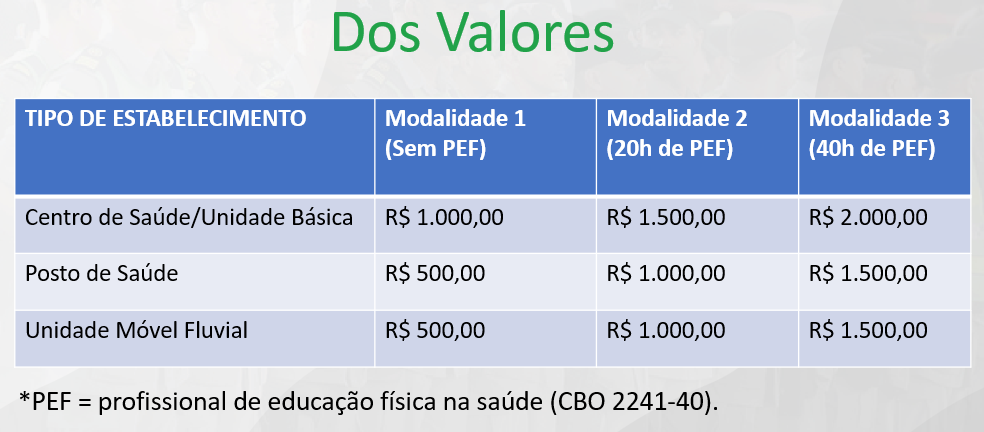 Dos Valores
TIPO DE ESTABELECIMENTO
Modalidade 1
(Sem PEF)
Modalidade 2
(20h de PEF)
Modalidade 3
(40h de PEF)
Centro de Saúde/Unidade Básica R$ 1.000,00 R$ 1.500,00 R$ 2.000,00
Posto de Saúde R$ 500,00 R$ 1.000,00 R$ 1.500,00
Unidade Móvel Fluvial R$ 500,00 R$ 1.000,00 R$ 1.500,00
*PEF = profissional de educação física na saúde (CBO 2241-40).